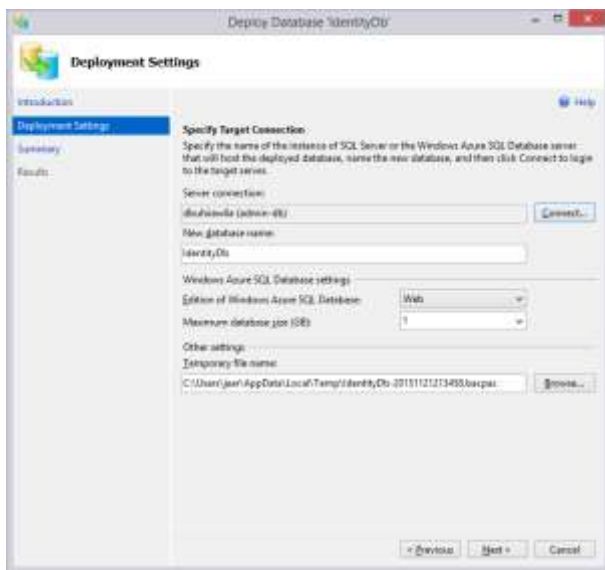 Deploy Database 'IdentityDb'
Deployment Settings
Introduction
Help
Deployment Settings
Summary
Results
Specify Target Connection
Specify the name of the instance of SQL Server or the Windows Azure SQL Database server
that will host the deployed database, name the new database, and then click Connect to login
to the target server.
Server connection:
(admin-db)
Connect...
New database name:
IdentityDb
Windows Azure SQL Database settings
Edition of Windows Azure SQL Database:
Web
Maximum database size (GB):
1
Other settings
Temporary file name:
Browse...
< Previous
Next >
Cancel